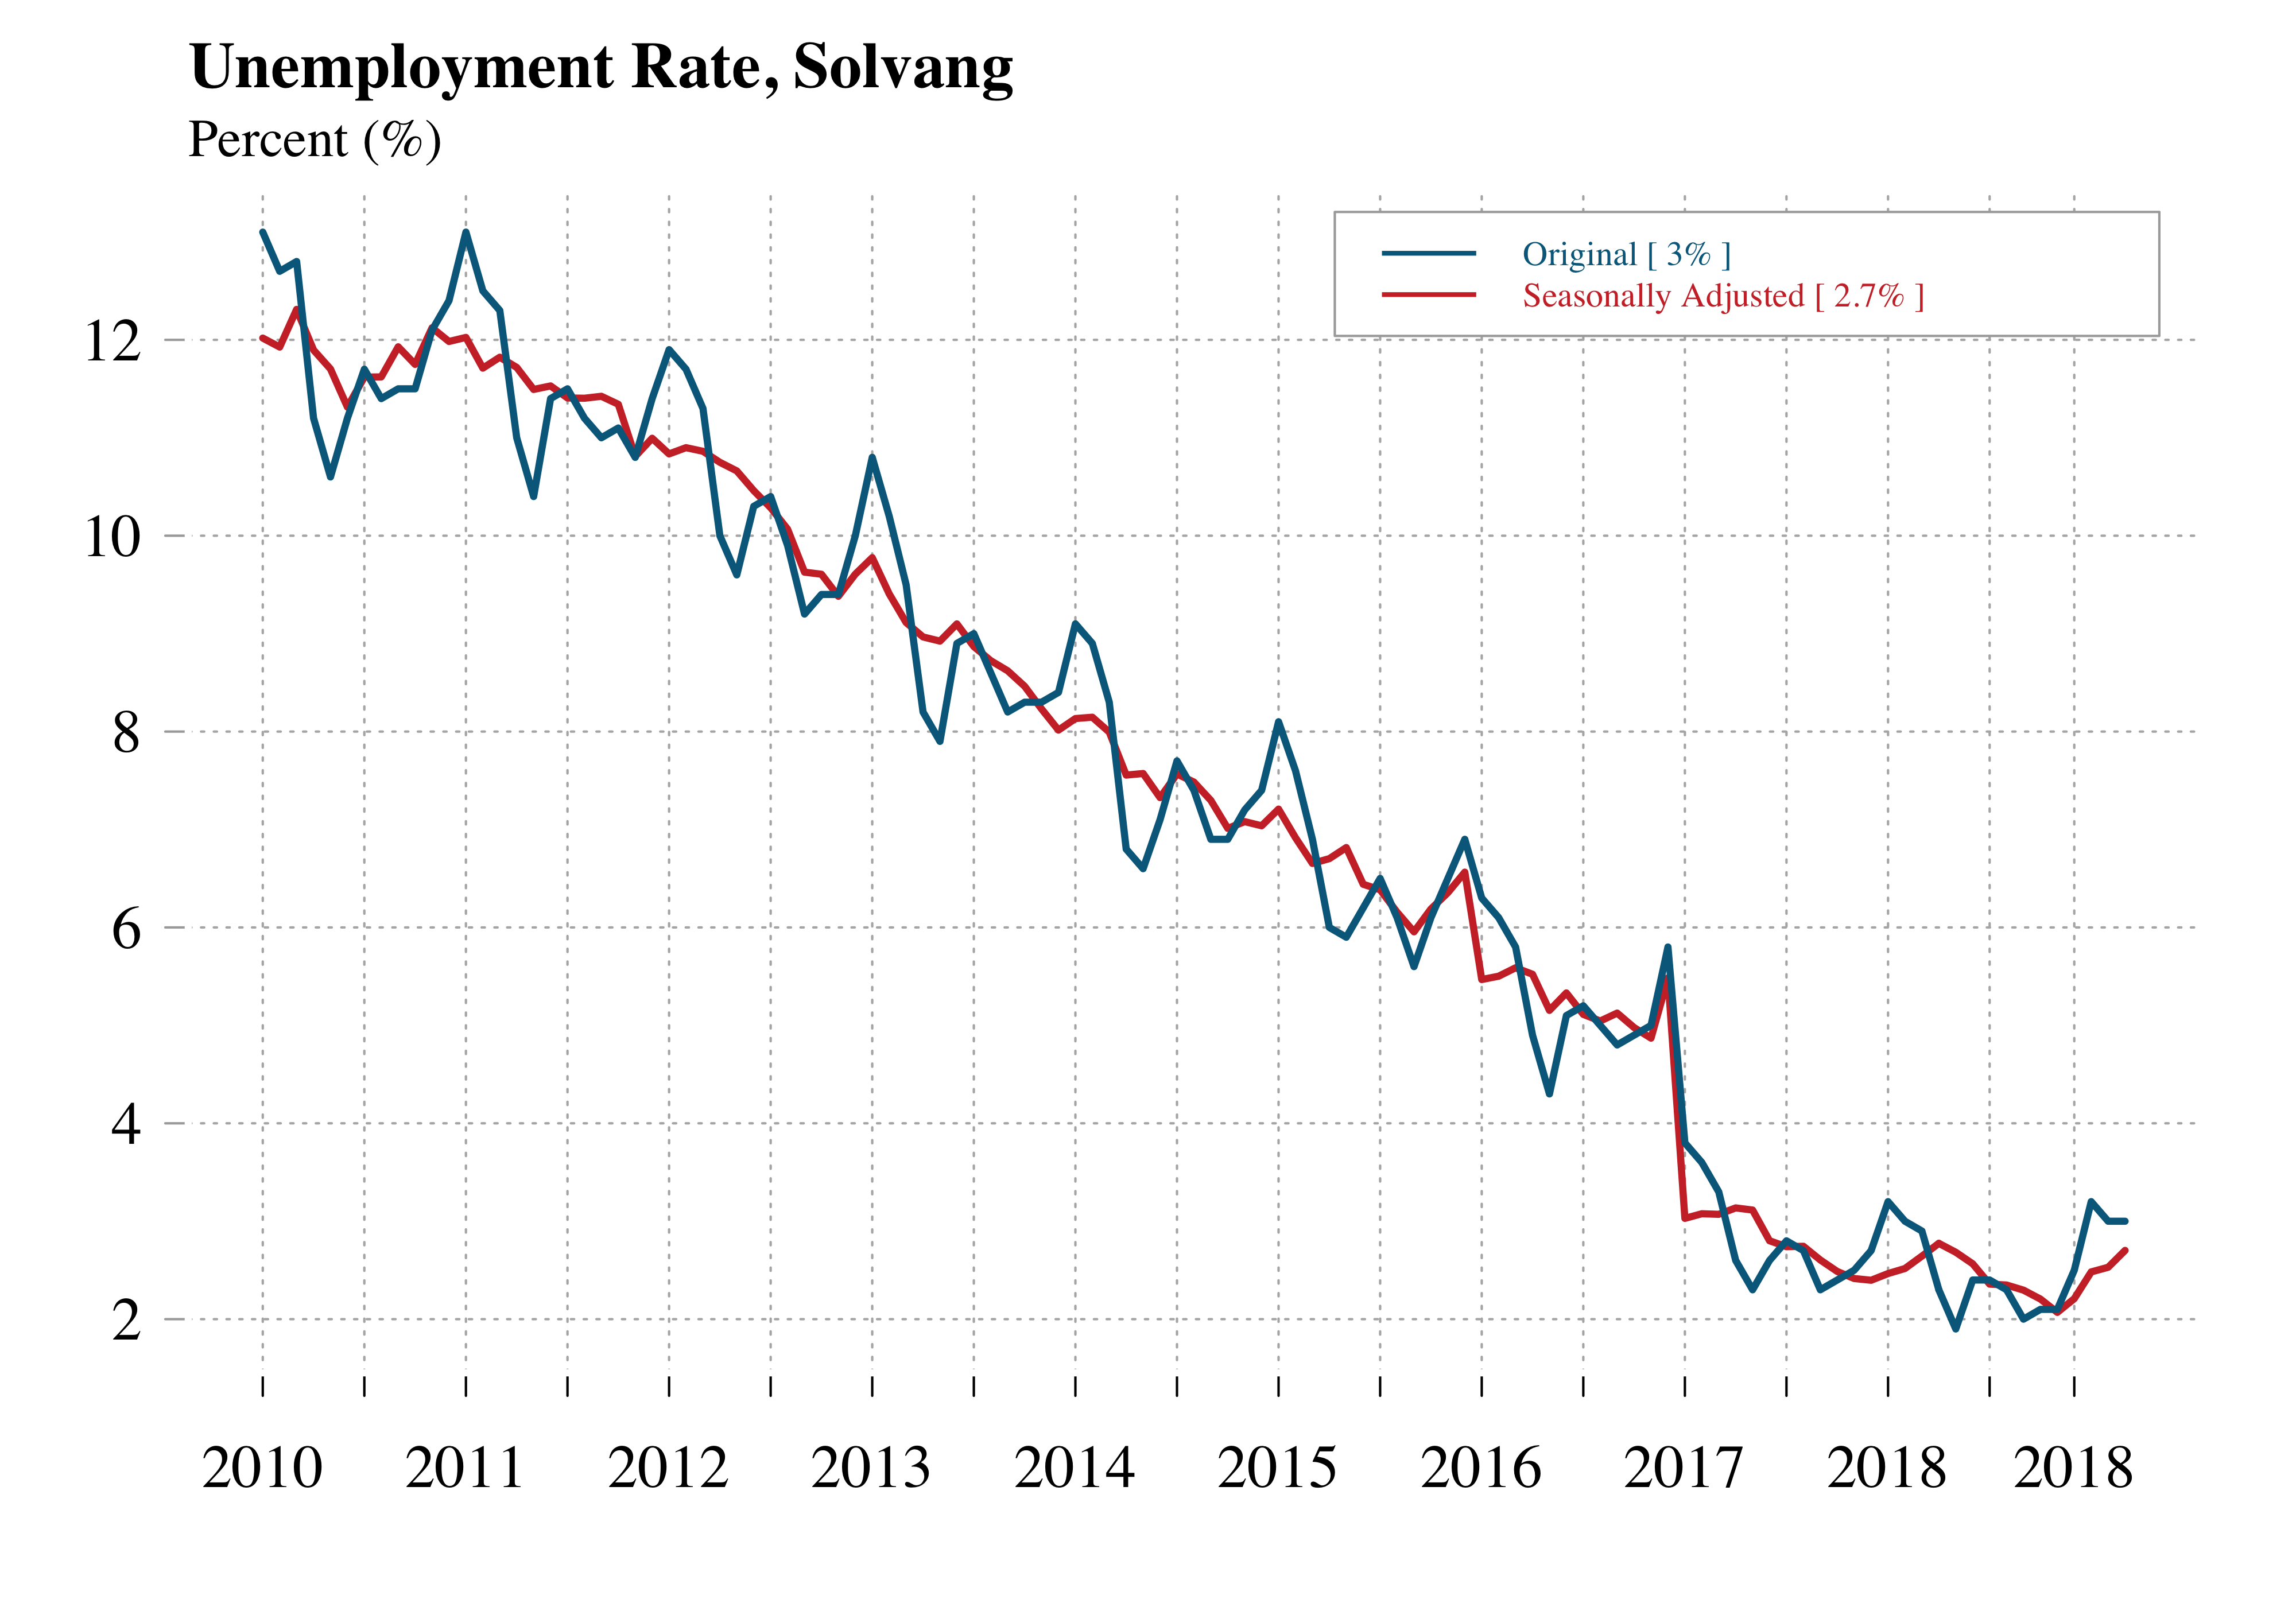 Unemployment Rate, Solvang
Percent (%)
Original [ 3% ]
Seasonally Adjusted [ 2.7% ]
12
10
8
6
4
2
2010 2011 2012 2013 2014 2015 2016 2017 2018 2018